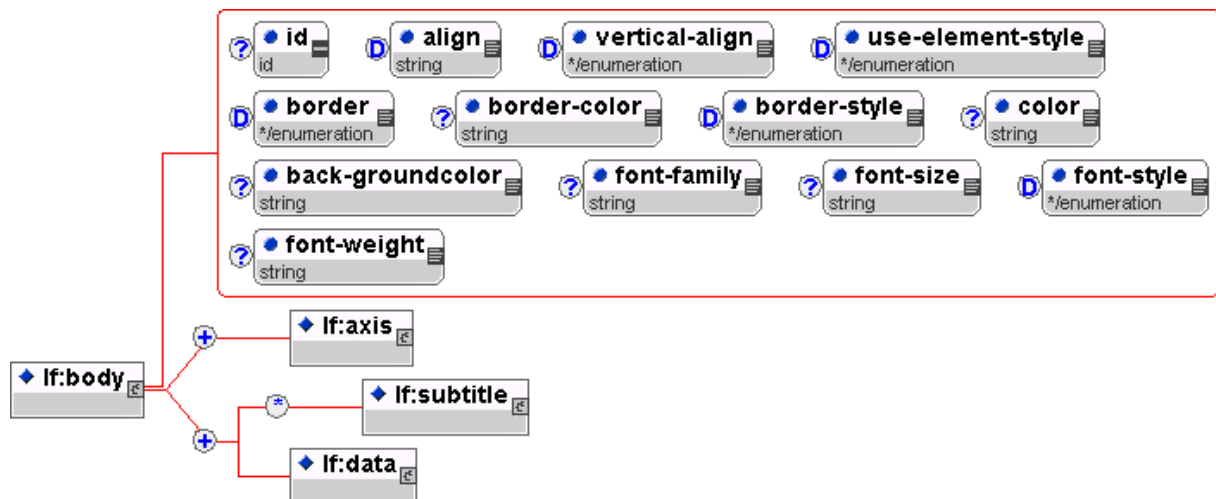 ? id D align D vertical-align D use-element-style
id string */enumeration */enumeration
D border ? border-color D border-style ? color
*/enumeration string */enumeration string
? back-groundcolor ? font-family ? font-size D font-style
string string string */enumeration
? font-weight
string
+ lf:axis
lf:body
* lf:subtitle
+
lf:data